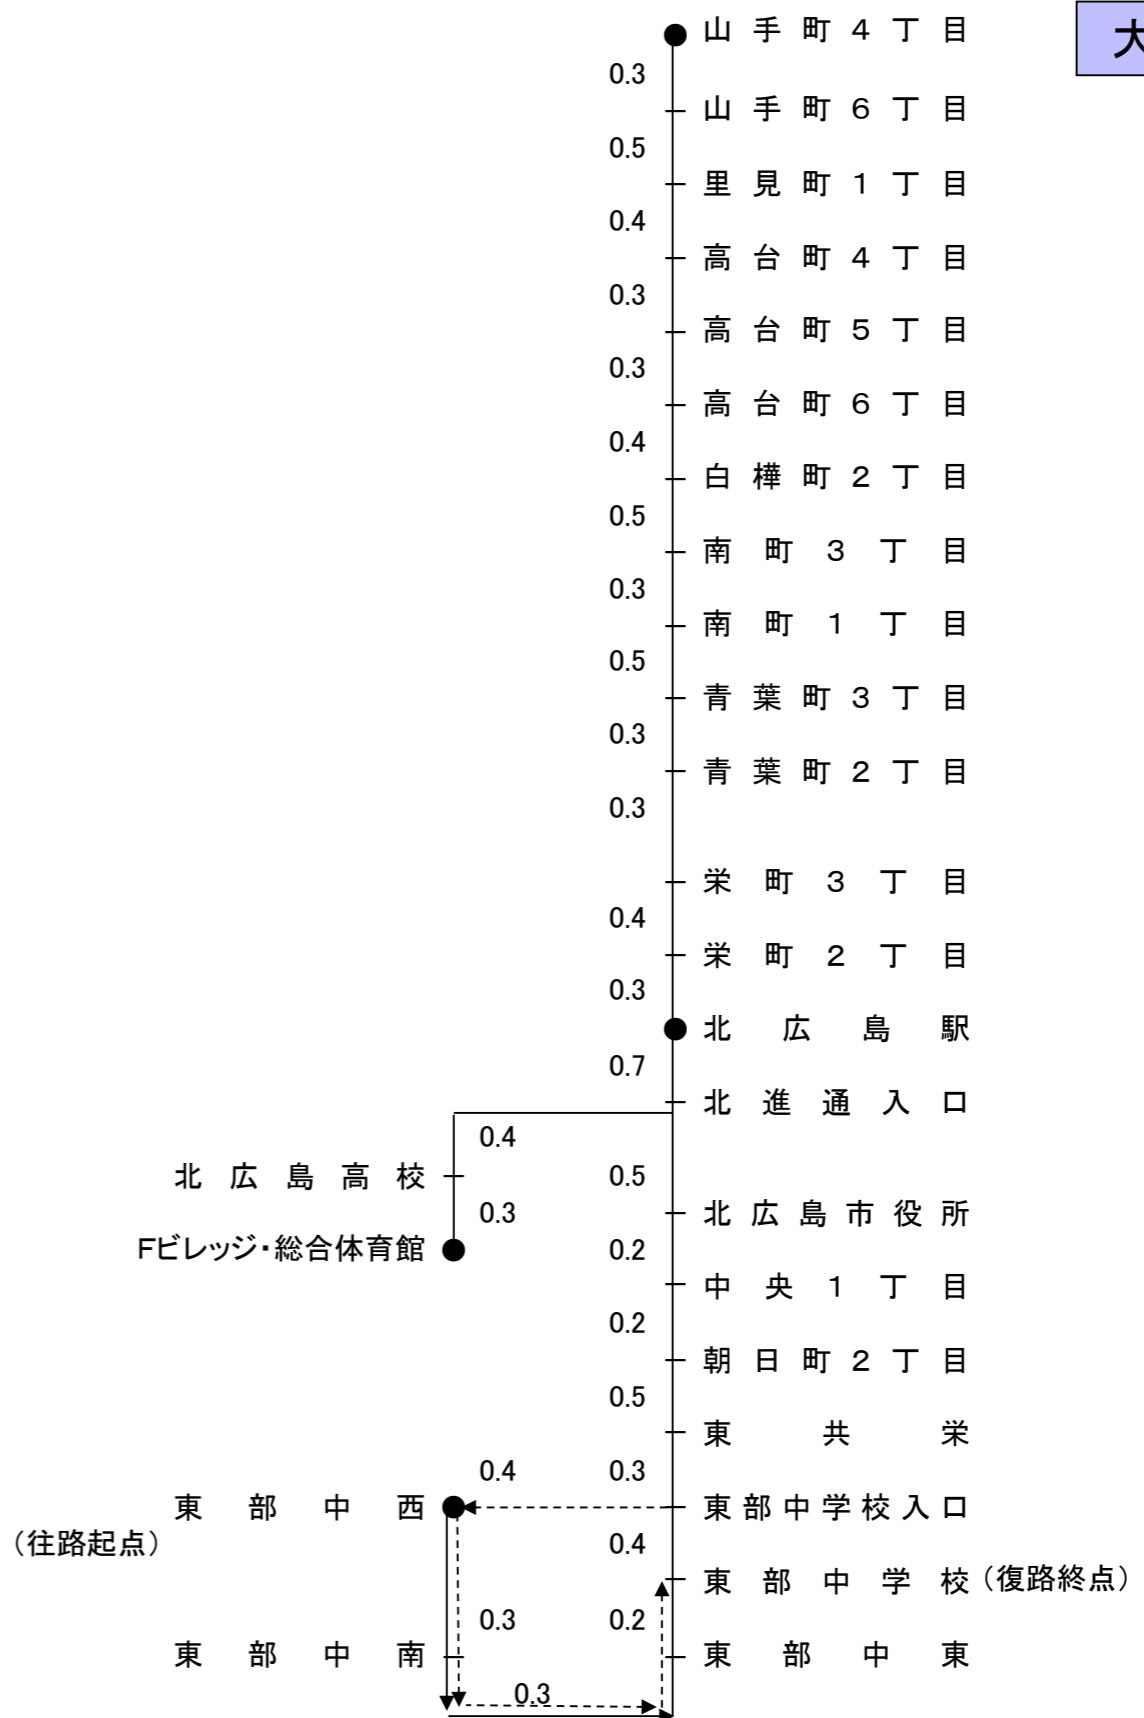 山手町４丁目
大
0.3
山手町６丁目
0.5
里見町１丁目
0.4
高台町４丁目
0.3
高台町５丁目
0.3
高台町６丁目
0.4
白樺町２丁目
0.5
南町３丁目
0.3
南町１丁目
0.5
青葉町３丁目
0.3
青葉町２丁目
0.3
栄町３丁目
0.4
栄町２丁目
0.3
北広島駅
0.7
北進通入口
0.4
北広島高校
0.5
0.3
北広島市役所
Fビレッジ・総合体育館
0.2
中央１丁目
0.2
朝日町２丁目
0.5
東共栄
0.4
0.3
東部中西
東部中学校入口
（往路起点）
0.4
東部中学校（復路終点）
0.3
0.2
東部中南
東部中東
0.3